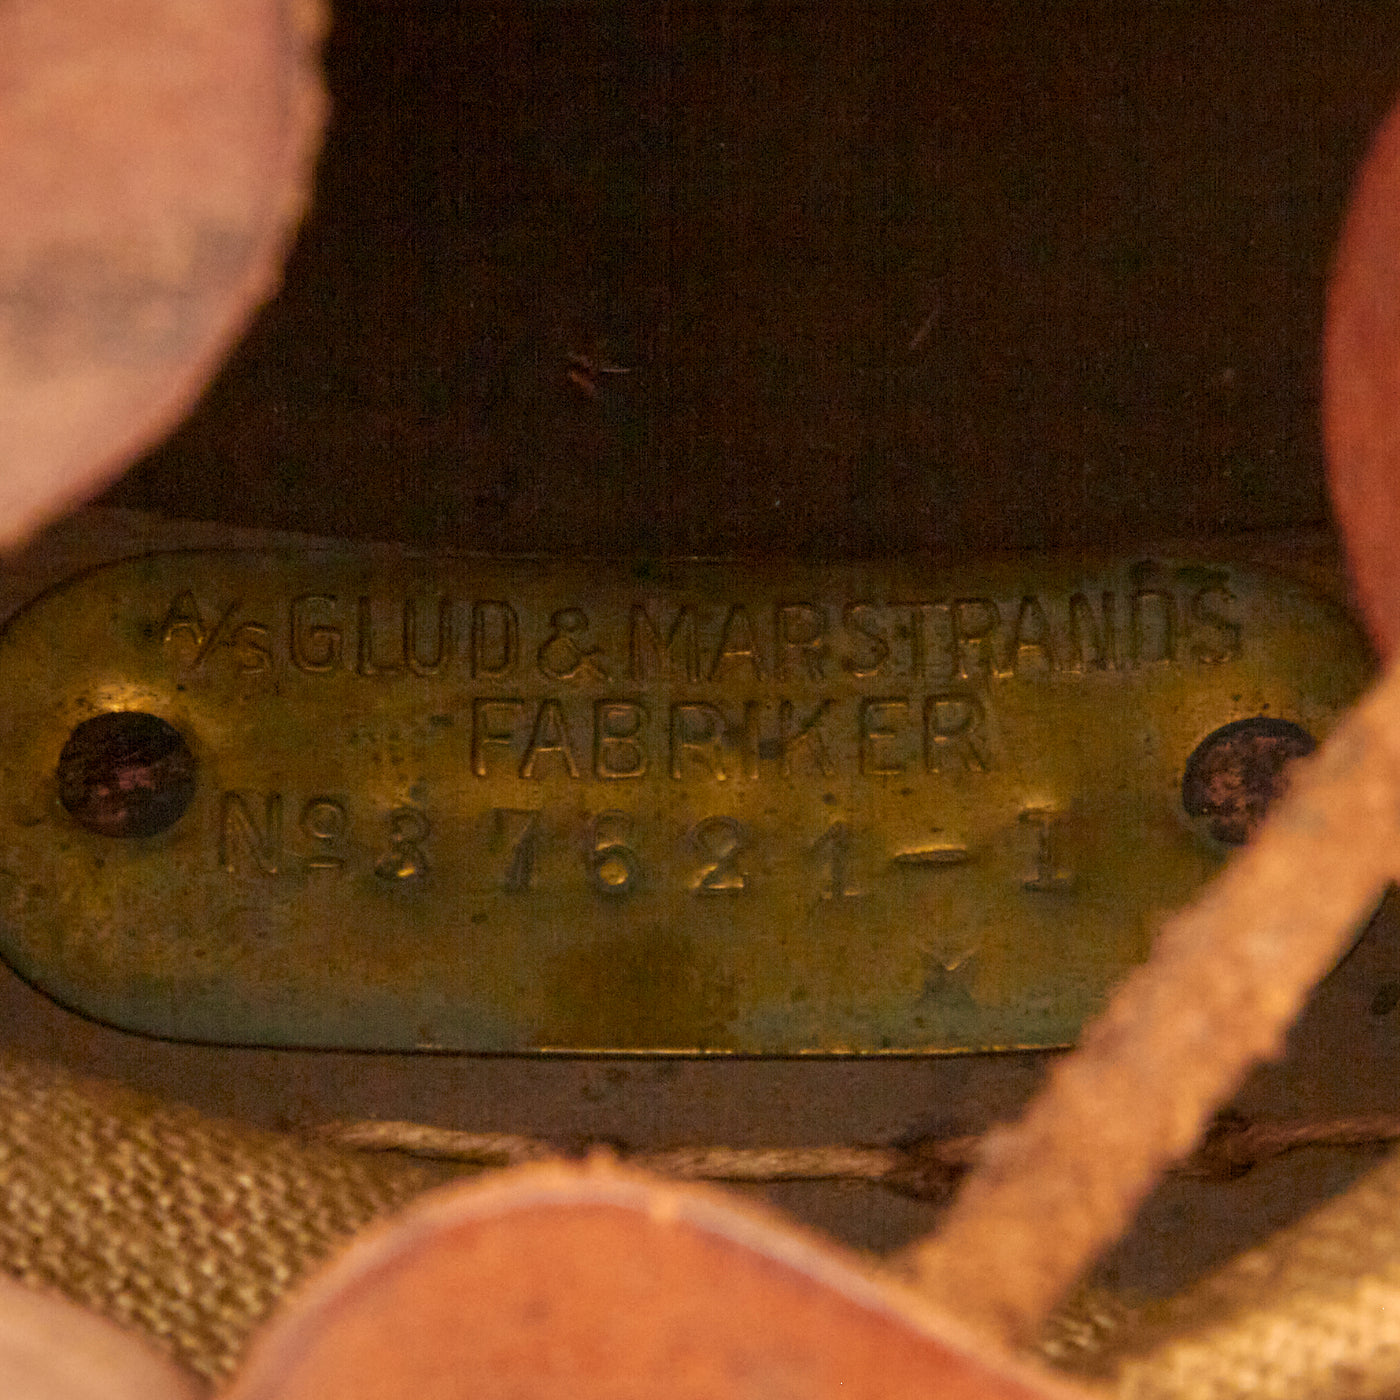 A/S GLUD & MARSTRANDS
FABRIKER
Nº 37621-1